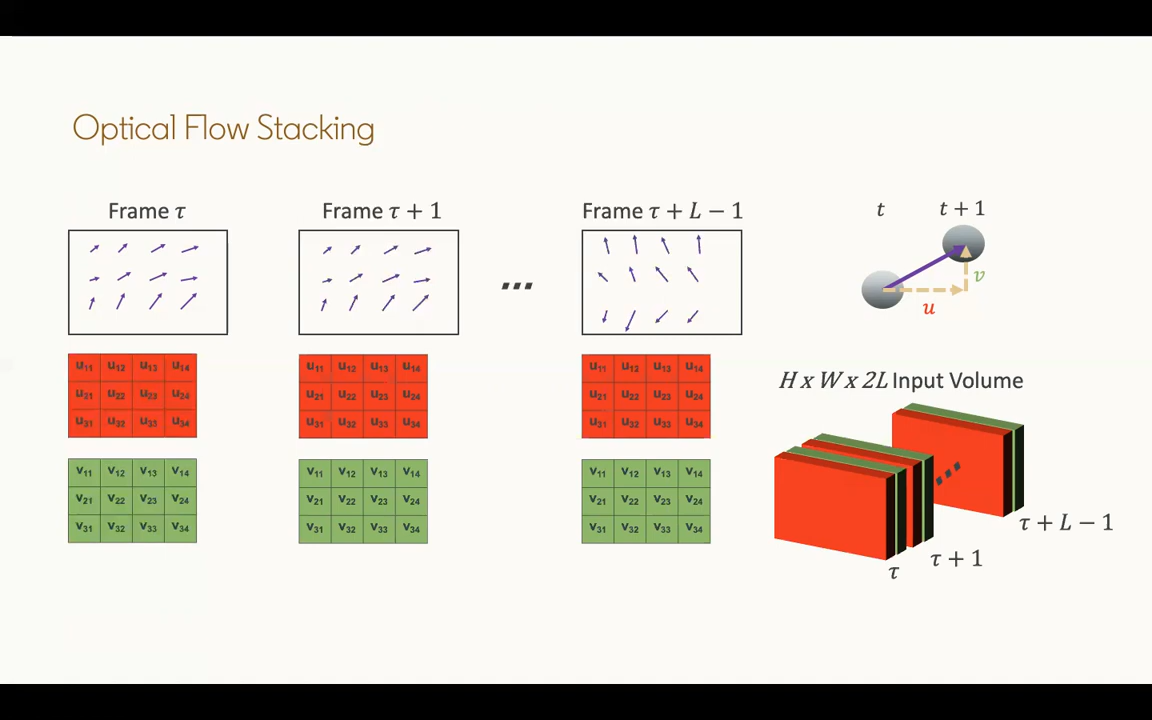 Optical Flow Stacking
Frame τ
Frame τ + 1
Frame τ + L − 1
t
t + 1
v
u
...
u11 u12 u13 u14
u21 u22 u23 u24
u31 u32 u33 u34
u11 u12 u13 u14
u21 u22 u23 u24
u31 u32 u33 u34
u11 u12 u13 u14
u21 u22 u23 u24
u31 u32 u33 u34
v11 v12 v13 v14
v21 v22 v23 v24
v31 v32 v33 v34
v11 v12 v13 v14
v21 v22 v23 v24
v31 v32 v33 v34
v11 v12 v13 v14
v21 v22 v23 v24
v31 v32 v33 v34
H x W x 2L Input Volume
...
τ
τ + 1
τ + L − 1